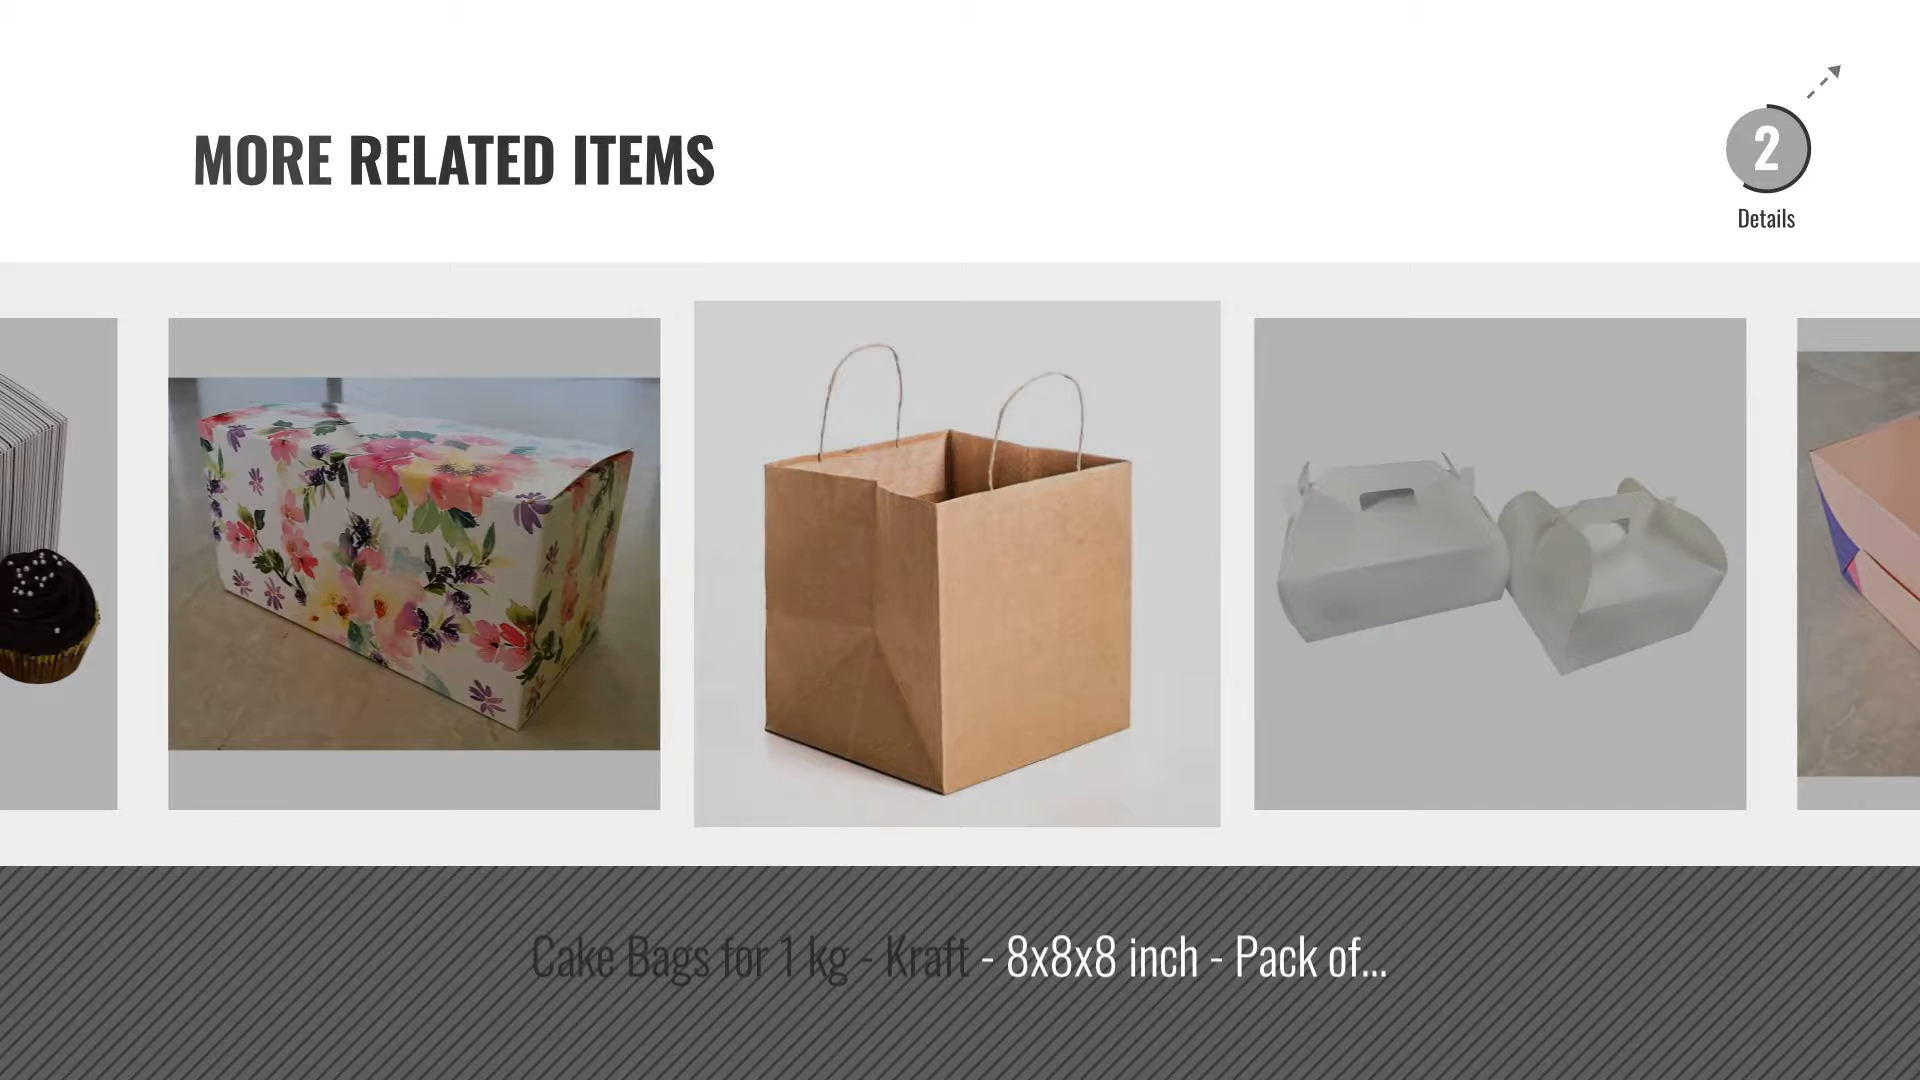 MORE RELATED ITEMS
2
Details
Cake Bags for 1 kg - Kraft - 8x8x8 inch - Pack of...